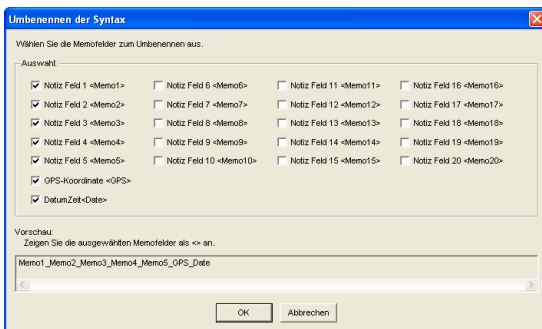 Umbenennen der Syntax
Wählen Sie die Memofelder zum Umbenennen aus.
Auswahl:
Notiz Feld 1 <Memo1> Notiz Feld 6 <Memo6> Notiz Feld 11 <Memo11> Notiz Feld 16 <Memo16>
Notiz Feld 2 <Memo2> Notiz Feld 7 <Memo7> Notiz Feld 12 <Memo12> Notiz Feld 17 <Memo17>
Notiz Feld 3 <Memo3> Notiz Feld 8 <Memo8> Notiz Feld 13 <Memo13> Notiz Feld 18 <Memo18>
Notiz Feld 4 <Memo4> Notiz Feld 9 <Memo9> Notiz Feld 14 <Memo14> Notiz Feld 19 <Memo19>
Notiz Feld 5 <Memo5> Notiz Feld 10 <Memo10> Notiz Feld 15 <Memo15> Notiz Feld 20 <Memo20>
GPS-Koordinate <GPS>
DatumZeit<Date>
Vorschau:
Zeigen Sie die ausgewählten Memofelder als <> an.
Memo1_Memo2_Memo3_Memo4_Memo5_GPS_Date
OK Abbrechen